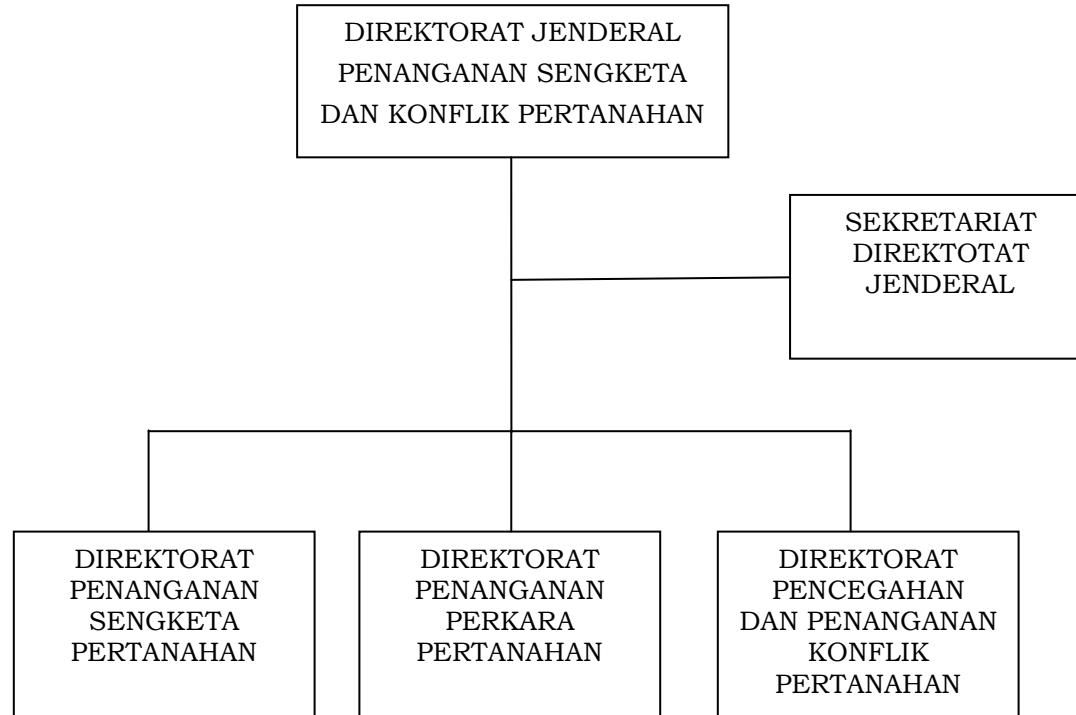 DIREKTORAT JENDERAL
PENANGANAN SENGKETA
DAN KONFLIK PERTANAHAN
SEKRETARIAT
DIREKTOTAT
JENDERAL
DIREKTORAT
PENANGANAN
SENGKETA
PERTANAHAN
DIREKTORAT
PENANGANAN
PERKARA
PERTANAHAN
DIREKTORAT
PENCEGAHAN
DAN PENANGANAN
KONFLIK
PERTANAHAN